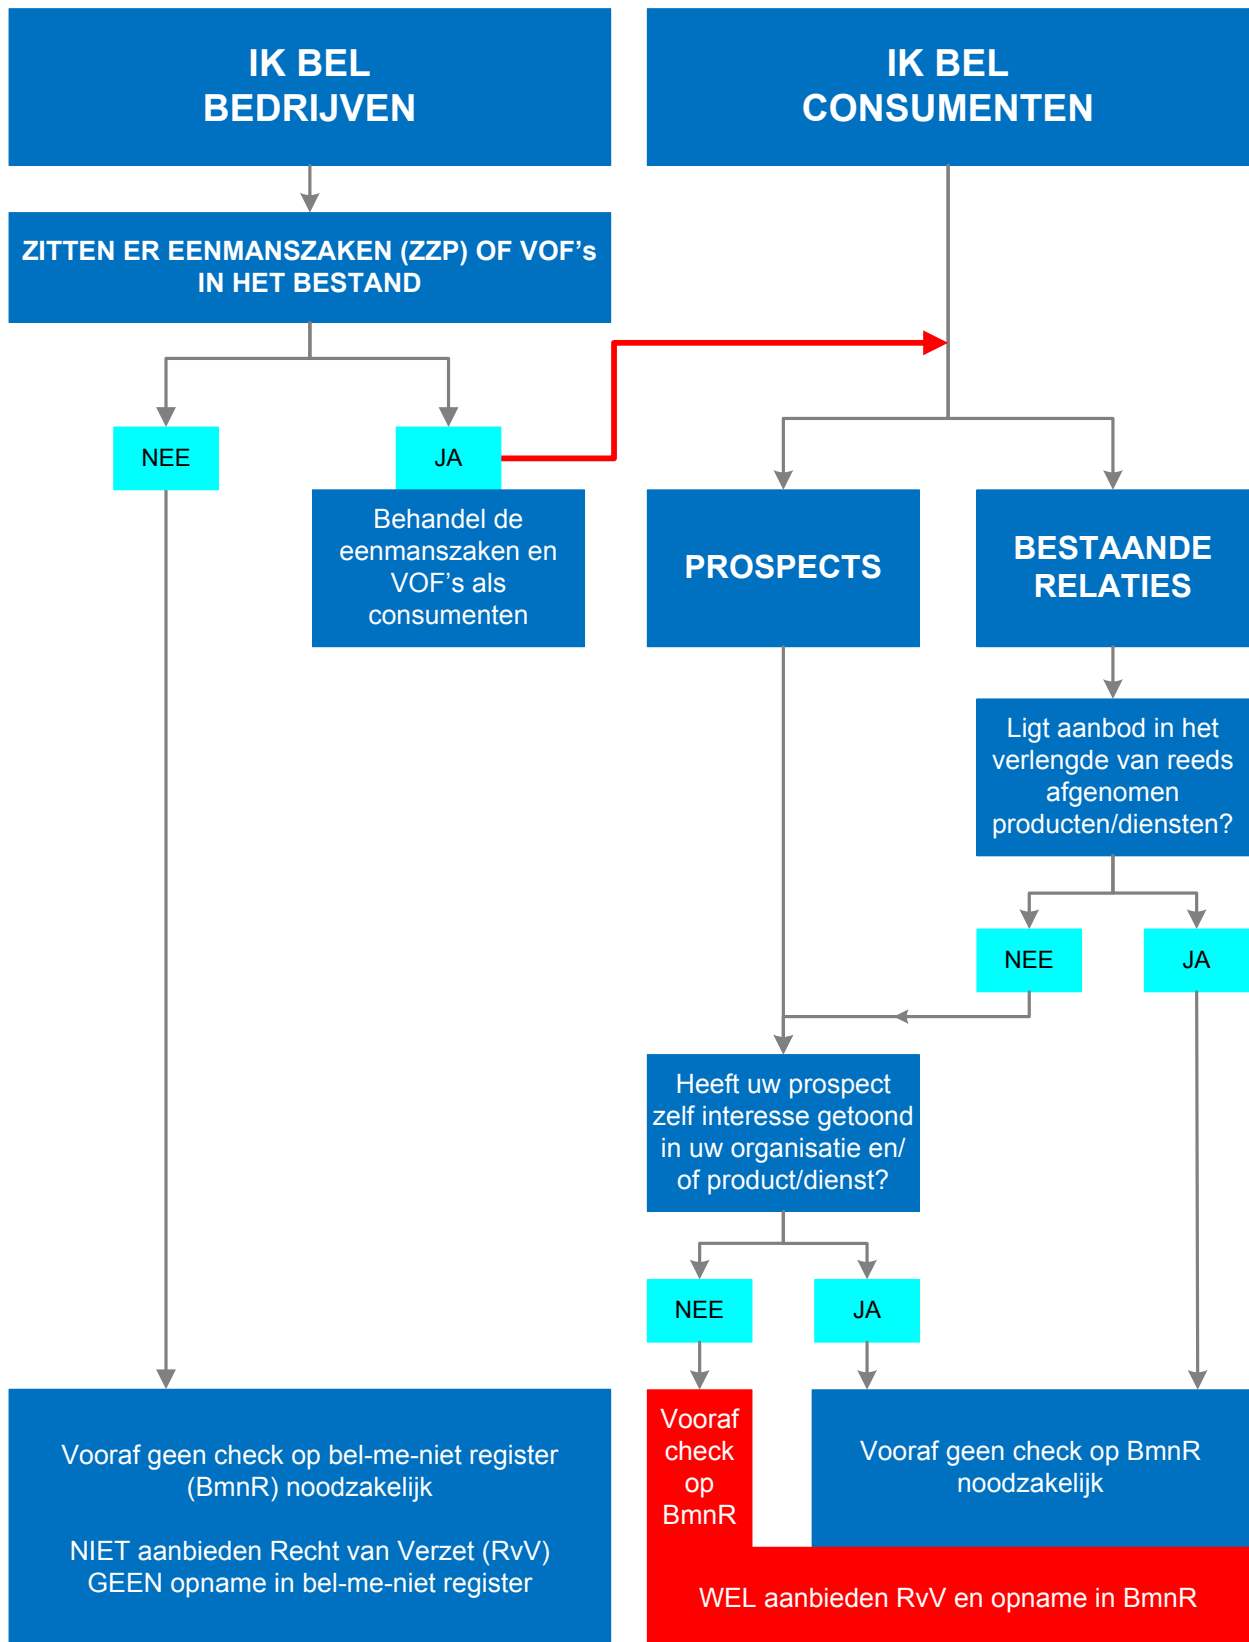 IK BEL
BEDRIJVEN
IK BEL
CONSUMENTEN
ZITTEN ER EENMANSZAKEN (ZZP) OF VOF's
IN HET BESTAND
NEE
JA
Behandel de
eenmanszaken en
VOF's als
consumenten
PROSPECTS
BESTAANDE
RELATIES
Ligt aanbod in het
verlengde van reeds
afgenomen
producten/diensten?
NEE
JA
Heeft uw prospect
zelf interesse getoond
in uw organisatie en/
of product/dienst?
NEE
JA
Vooraf geen check op bel-me-niet register
(BmnR) noodzakelijk
NIET aanbieden Recht van Verzet (RvV)
GEEN opname in bel-me-niet register
Vooraf
check
op
BmnR
Vooraf geen check op BmnR
noodzakelijk
WEL aanbieden RvV en opname in BmnR